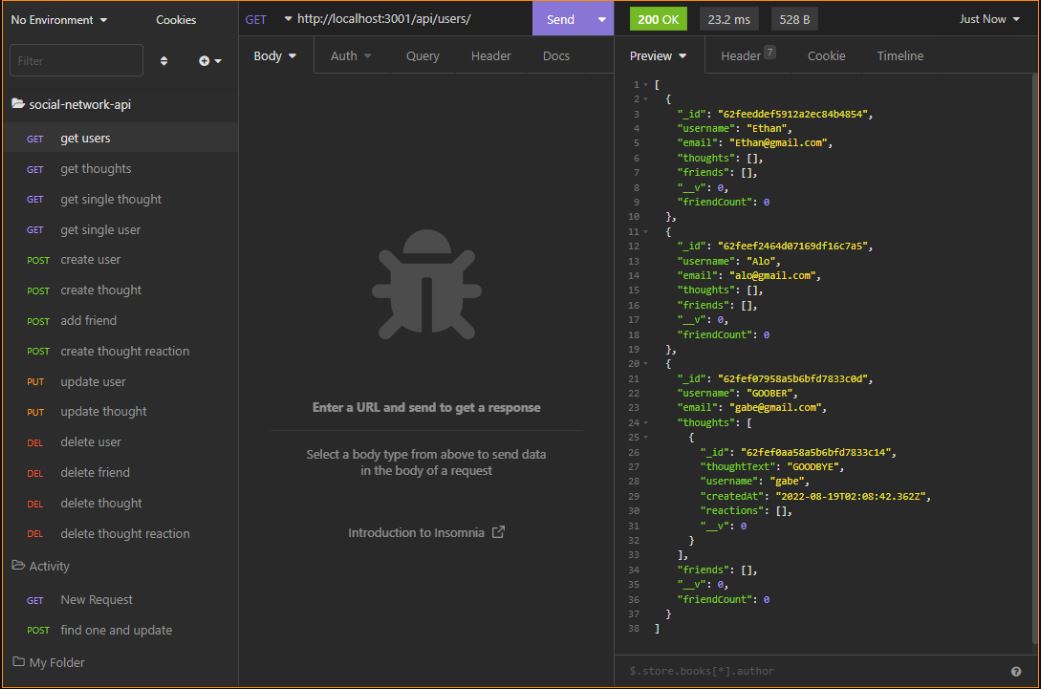 No Environment
Cookies
Filter
social-network-api
GET get users
GET get thoughts
GET get single thought
GET get single user
POST create user
POST create thought
POST add friend
POST create thought reaction
PUT update user
PUT update thought
DEL delete user
DEL delete friend
DEL delete thought
DEL delete thought reaction
Activity
GET New Request
POST find one and update
My Folder
GET http://localhost:3001/api/users/ Send
Body Auth Query Header Docs
Enter a URL and send to get a response
Select a body type from above to send data
in the body of a request
Introduction to Insomnia
200 OK 23.2 ms 528 B Just Now
Preview Header 7 Cookie Timeline
1 [
2 {
3 "_id": "62feeddef5912a2ec84b4854",
4 "username": "Ethan",
5 "email": "Ethan@gmail.com",
6 "thoughts": [],
7 "friends": [],
8 "__v": 0,
9 "friendCount": 0
10 },
11 {
12 "_id": "62feef2464d07169df16c7a5",
13 "username": "Alo",
14 "email": "alo@gmail.com",
15 "thoughts": [],
16 "friends": [],
17 "__v": 0,
18 "friendCount": 0
19 },
20 {
21 "_id": "62fef07958a5b6bfd7833c0d",
22 "username": "GOOBER",
23 "email": "gabe@gmail.com",
24 "thoughts": [
25 {
26 "_id": "62fef0aa58a5b6bfd7833c14",
27 "thoughtText": "GOODBYE",
28 "username": "gabe",
29 "createdAt": "2022-08-19T02:08:42.362Z",
30 "reactions": [],
31 "__v": 0
32 }
33 ],
34 "friends": [],
35 "__v": 0,
36 "friendCount": 0
37 }
38 ]
$.store.books[*].author